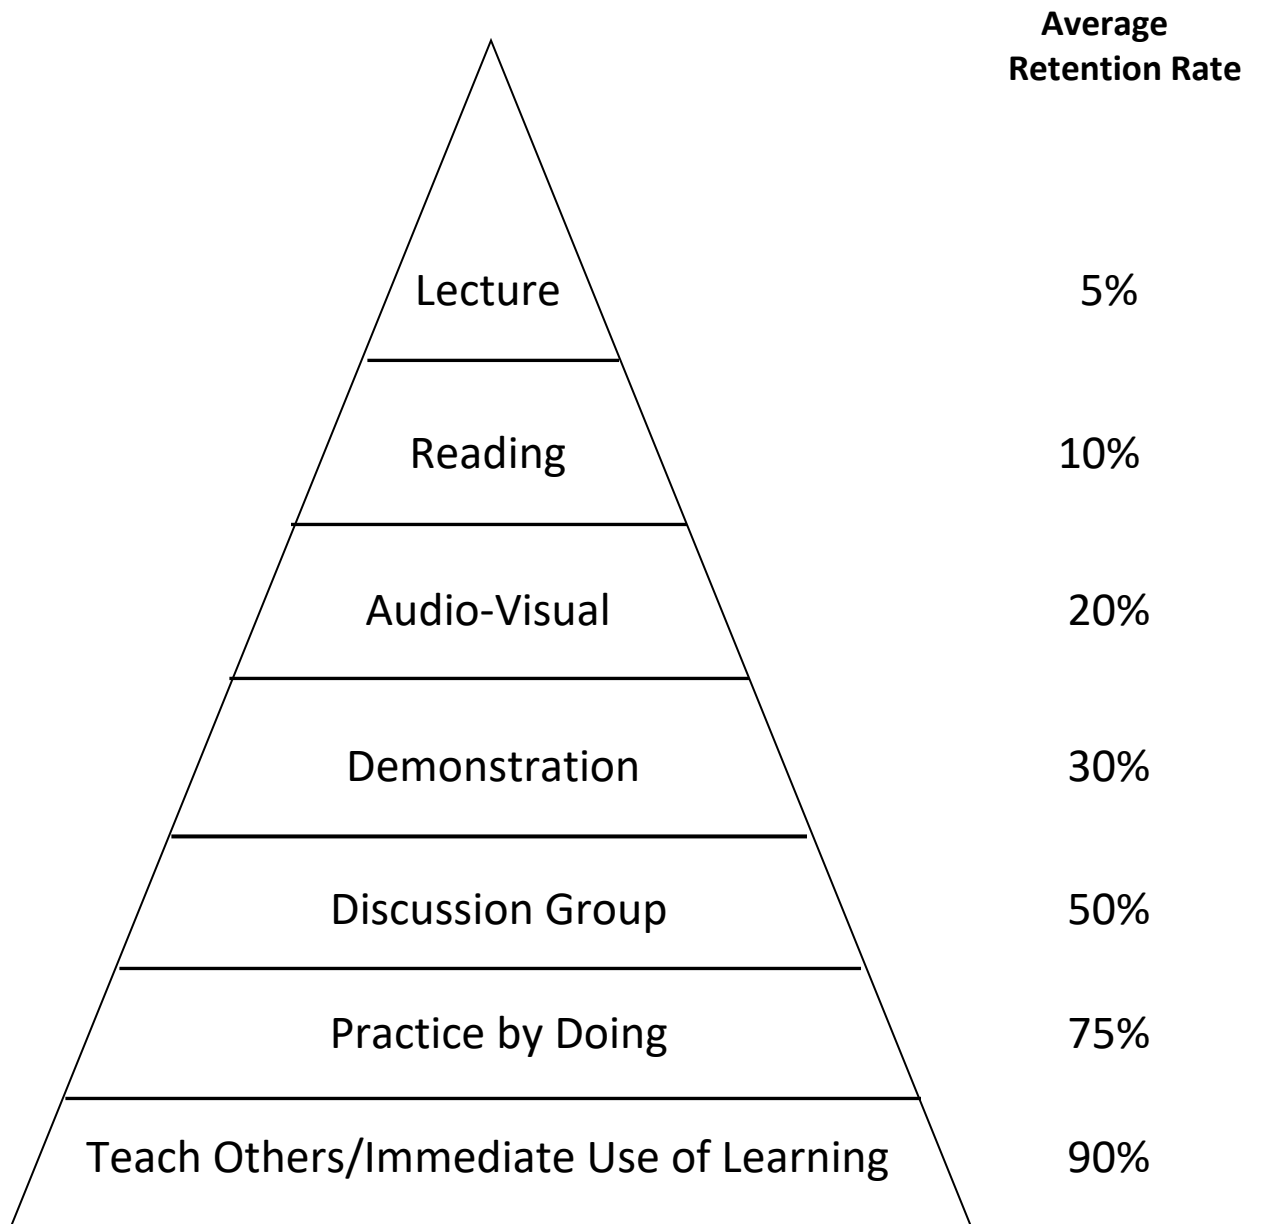 Average
Retention Rate
Lecture 5%
Reading 10%
Audio-Visual 20%
Demonstration 30%
Discussion Group 50%
Practice by Doing 75%
Teach Others/Immediate Use of Learning 90%